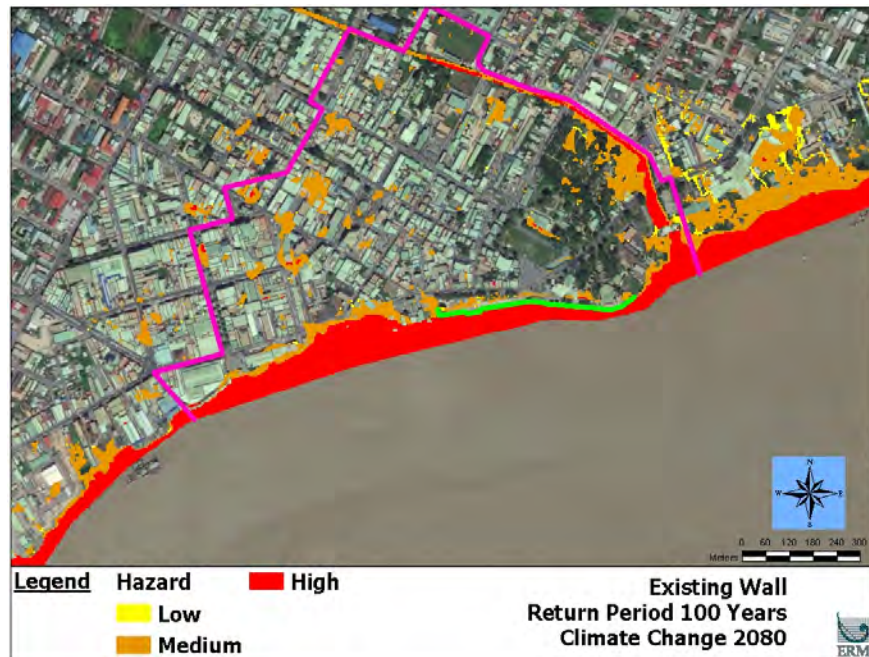 N
W E
S
0 60 120 180 240 300
Meters
Legend Hazard High
Low
Medium
Existing Wall
Return Period 100 Years
Climate Change 2080
ERM